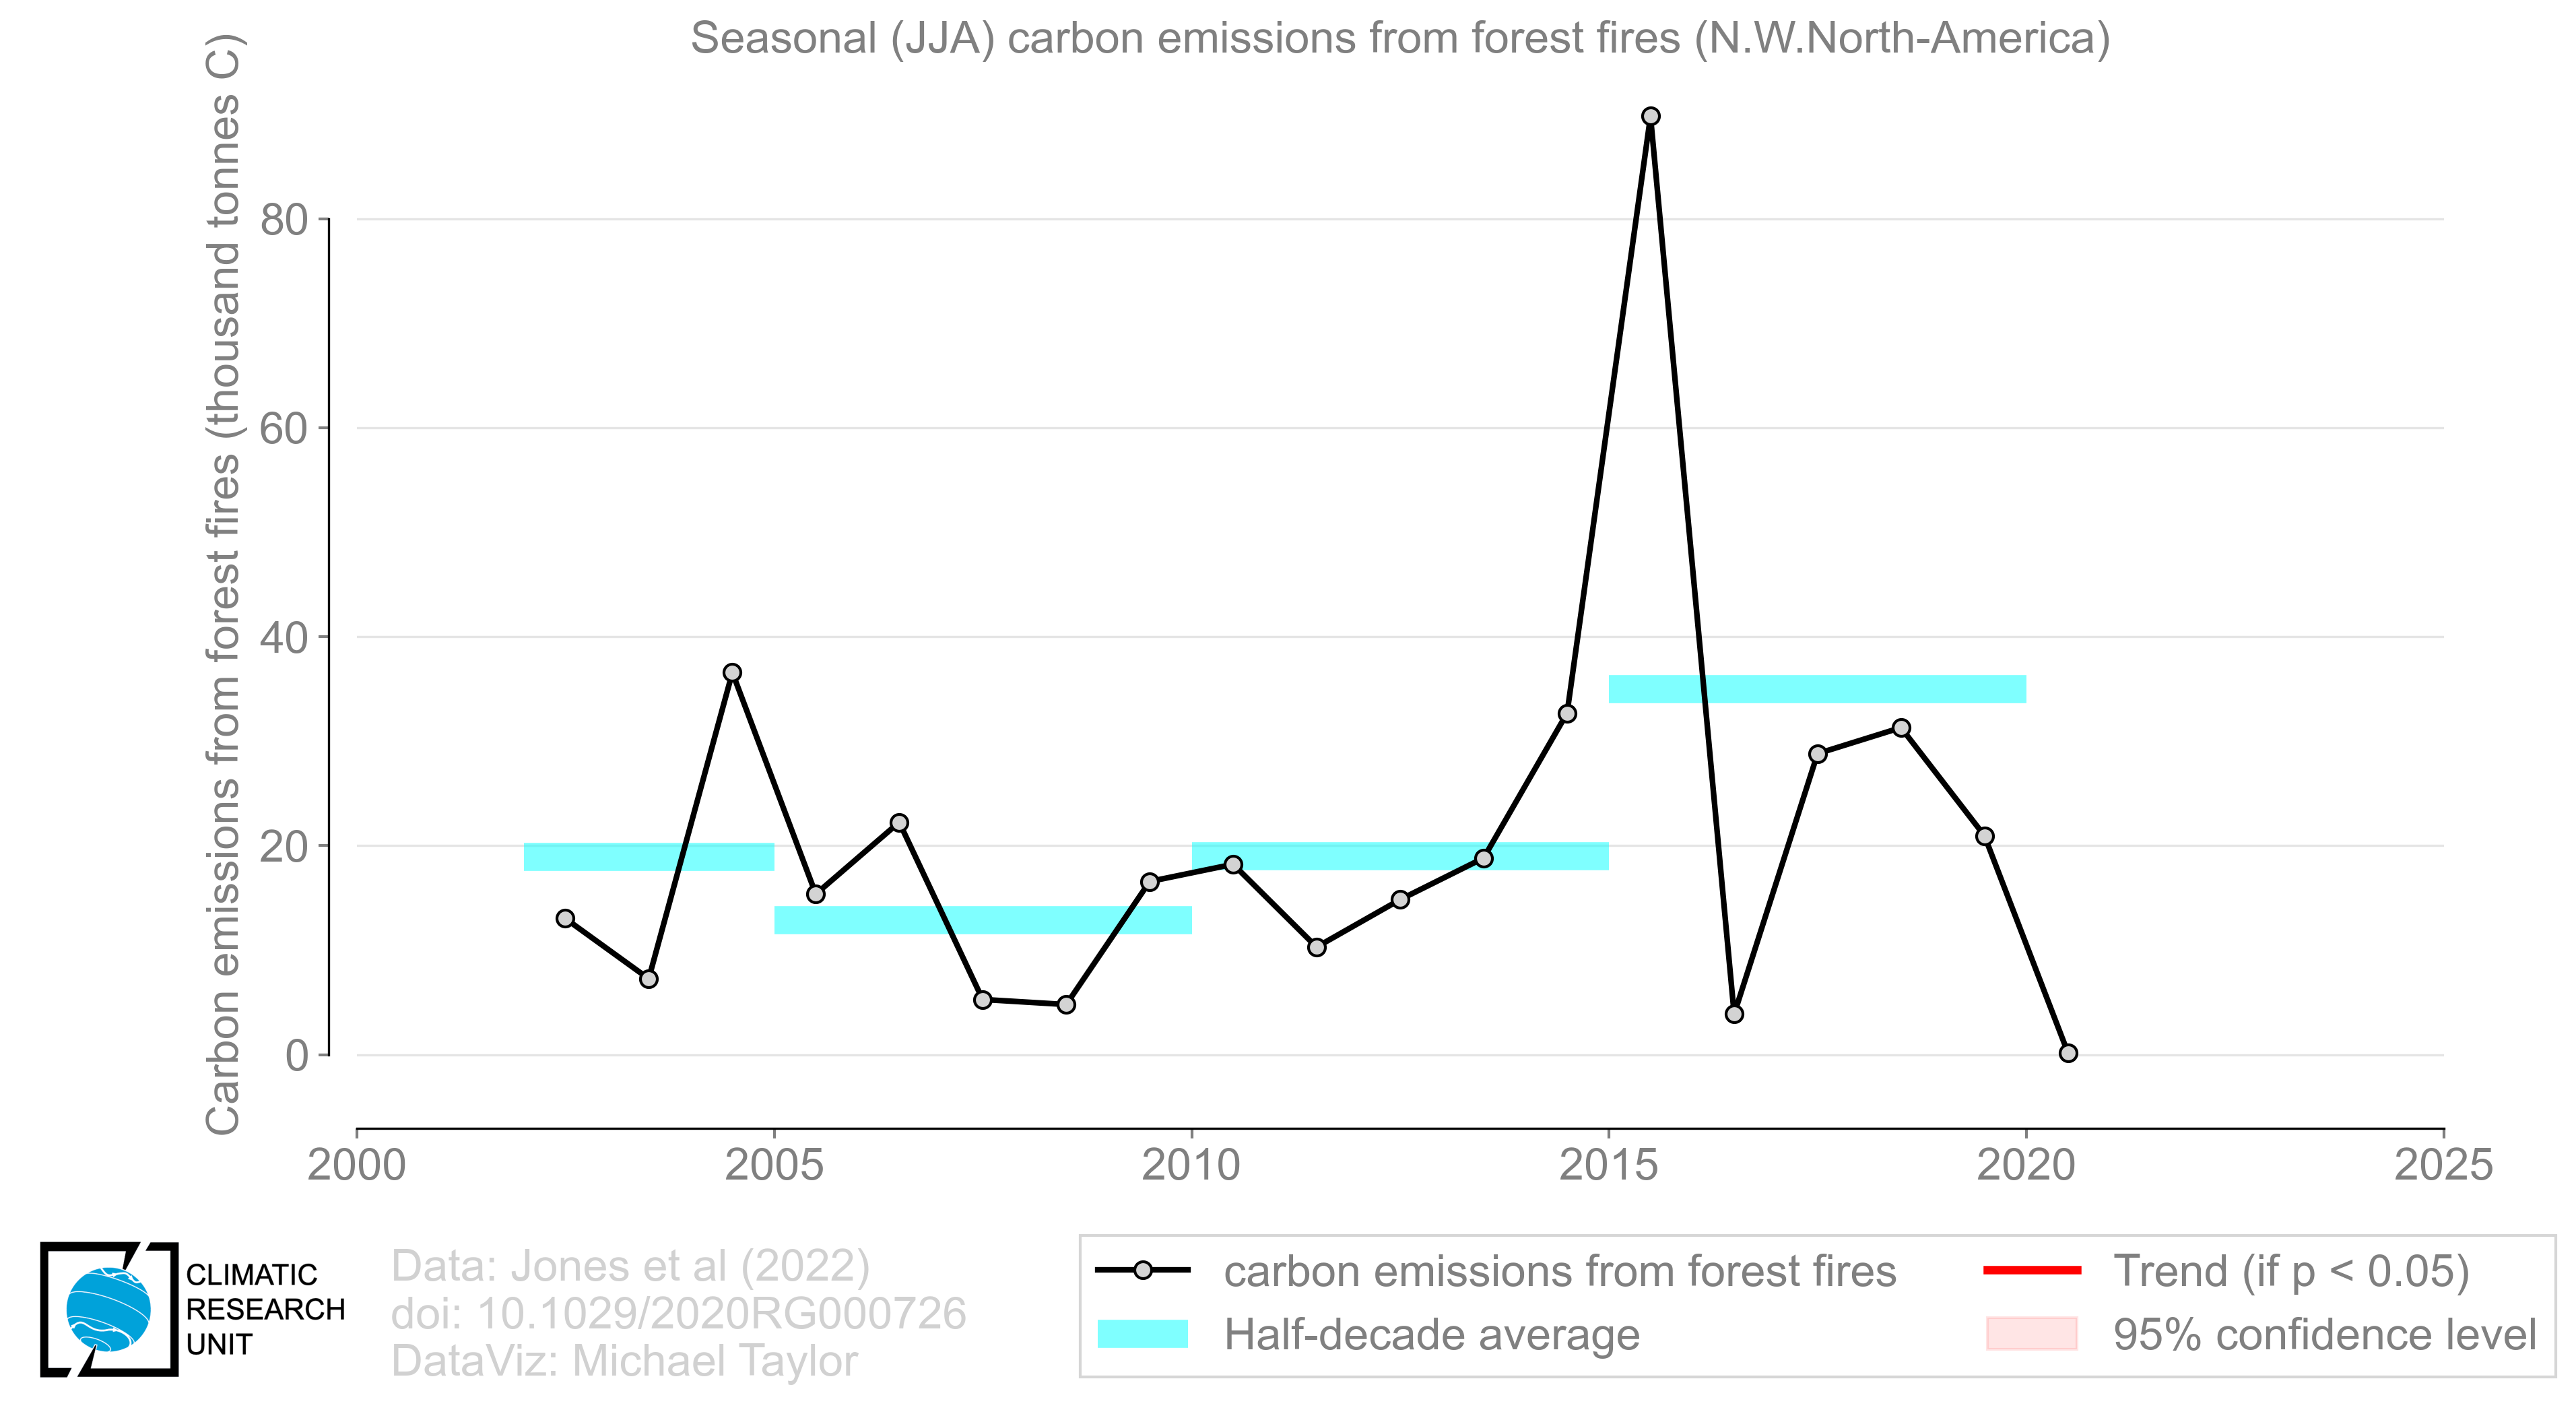 Seasonal (JJA) carbon emissions from forest fires (N.W.North-America)
Carbon emissions from forest fires (thousand tonnes C)
80
60
40
20
0
2000
2005
2010
2015
2020
2025
CLIMATIC
RESEARCH
UNIT
Data: Jones et al (2022)
doi: 10.1029/2020RG000726
DataViz: Michael Taylor
carbon emissions from forest fires
Half-decade average
Trend (if p < 0.05)
95% confidence level